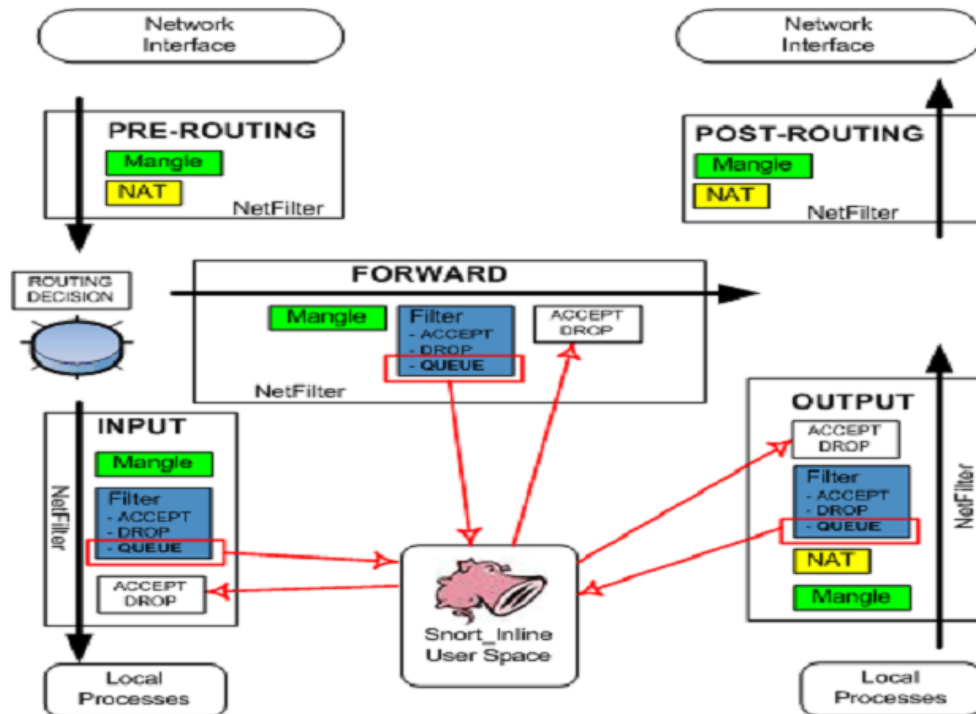 Network
Interface
Network
Interface
PRE-ROUTING
Mangle
NAT
NetFilter
POST-ROUTING
Mangle
NAT
NetFilter
ROUTING
DECISION
FORWARD
Mangle
Filter
- ACCEPT
- DROP
- QUEUE
ACCEPT
DROP
NetFilter
INPUT
NetFilter
Mangle
Filter
- ACCEPT
- DROP
- QUEUE
ACCEPT
DROP
Local
Processes
Snort_Inline
User Space
OUTPUT
ACCEPT
DROP
Filter
- ACCEPT
- DROP
- QUEUE
NAT
Mangle
NetFilter
Local
Processes